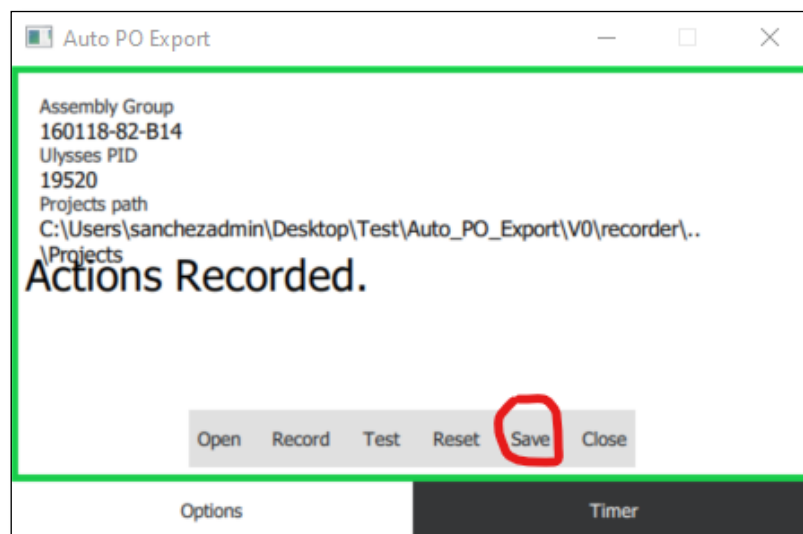 Auto PO Export
Assembly Group
160118-82-B14
Ulysses PID
19520
Projects path
C:\Users\sanchezadmin\Desktop\Test\Auto_PO_Export\V0\recorder\..
\Projects
Actions Recorded.
Open Record Test Reset Save Close
Options Timer